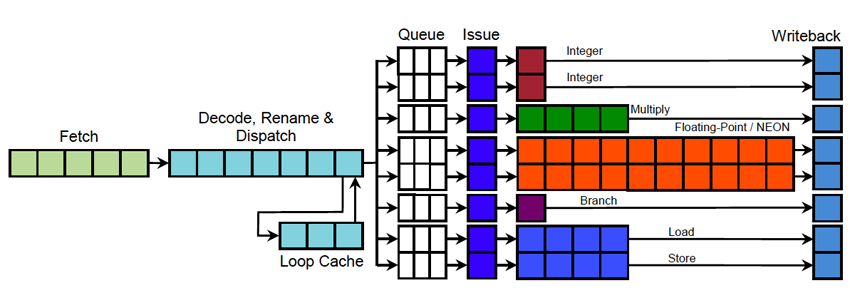 Queue
Issue
Writeback
Integer
Integer
Decode, Rename &
Dispatch
Fetch
Multiply
Floating-Point / NEON
Branch
Load
Loop Cache
Store